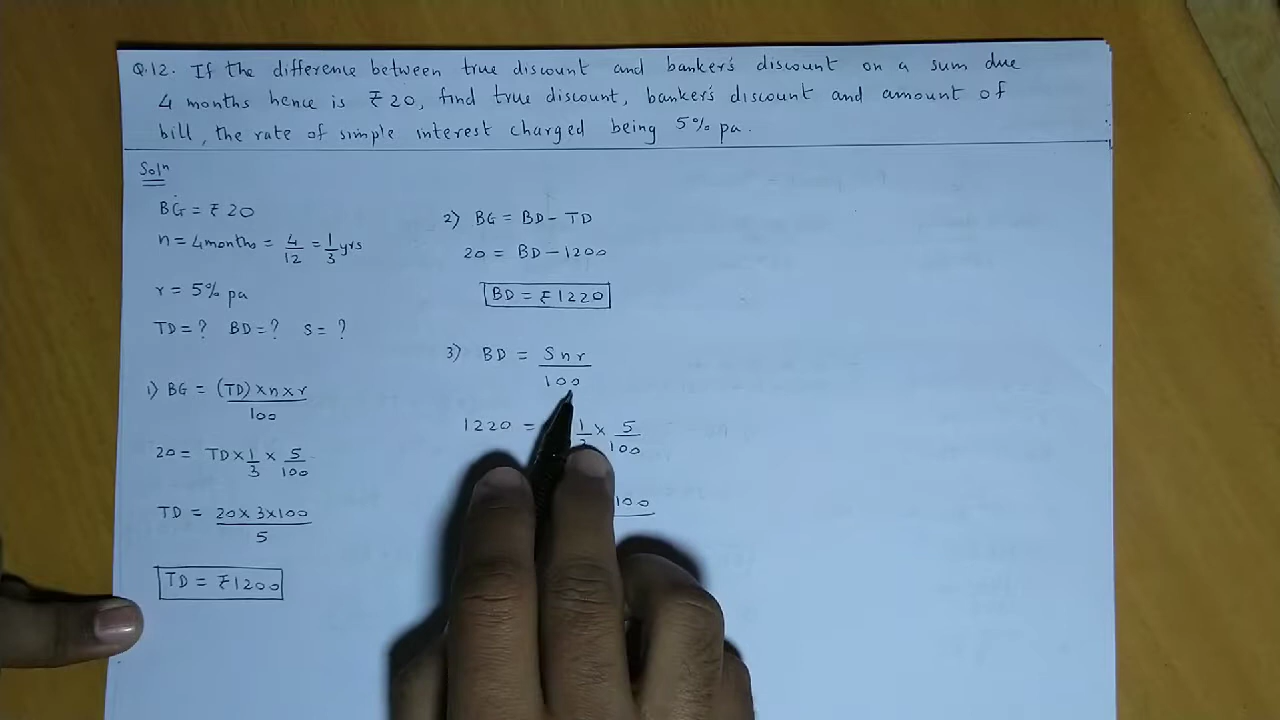 Q.12. If the difference between true discount and banker's discount on a sum due
4 months hence is ₹20, find true discount, banker's discount and amount of
bill, the rate of simple interest charged being 5% pa.
Solⁿ
BG = ₹20
n = 4months = 4/12 = 1/3 yrs
r = 5% pa
TD = ? BD = ? S = ?
1) BG = (TD) × n × r / 100
20 = TD × 1/3 × 5/100
TD = 20 × 3 × 100 / 5
TD = ₹1200
2) BG = BD - TD
20 = BD - 1200
BD = ₹1220
3) BD = S n r / 100
1220 = 1 × 5/100
100